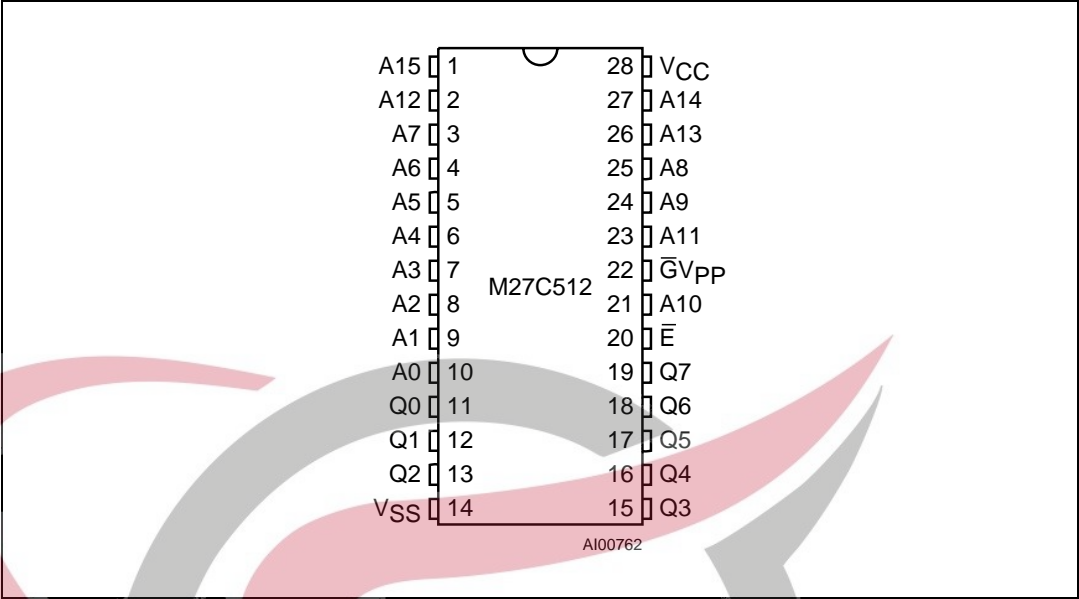 A15 1 28 VCC
A12 2 27 A14
A7 3 26 A13
A6 4 25 A8
A5 5 24 A9
A4 6 23 A11
A3 7 22 G̅VPP
M27C512
A2 8 21 A10
A1 9 20 E̅
A0 10 19 Q7
Q0 11 18 Q6
Q1 12 17 Q5
Q2 13 16 Q4
VSS 14 15 Q3
AI00762